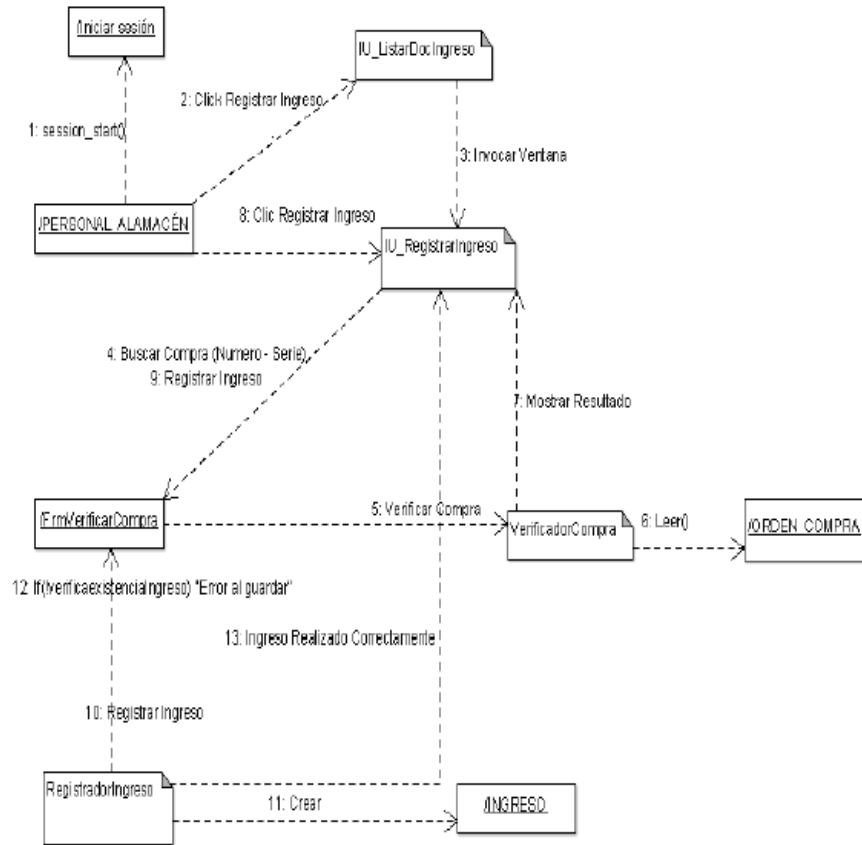 /Iniciar sesión
IU_ListarDocIngreso
2: Click Registrar Ingreso
1: session_start()
3: Invocar Ventana
8: Clic Registrar Ingreso
/PERSONAL ALAMACÉN
IU_RegistrarIngreso
4: Buscar Compra (Numero - Serie),
9: Registrar Ingreso
7: Mostrar Resultado
5: Verificar Compra
/FrmVerificarCompra
VerificadorCompra
6: Leer()
/ORDEN COMPRA
12: If(!verificaexistenciaIngreso) "Error al guardar"
13: Ingreso Realizado Correctamente
10: Registrar Ingreso
RegistradorIngreso
11: Crear
/INGRESO